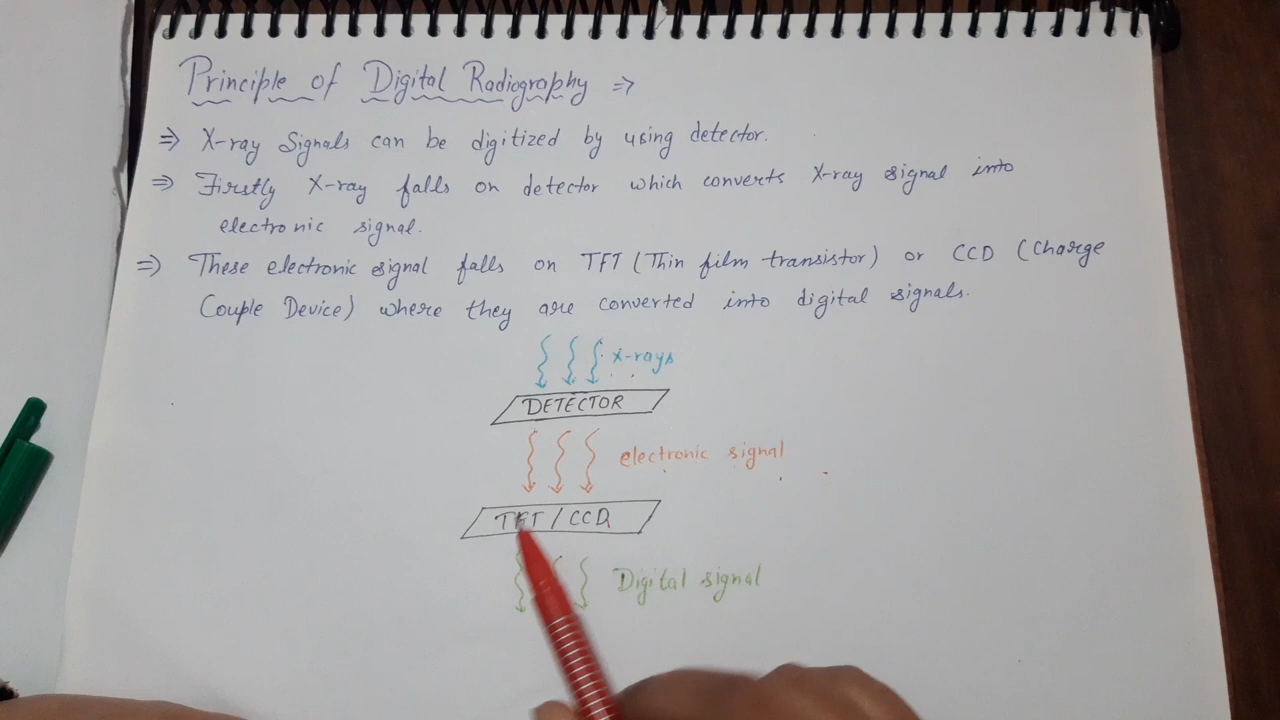 Principle of Digital Radiography ⇒
⇒ X-ray Signals can be digitized by using detector.
⇒ Firstly X-ray falls on detector which converts X-ray signal into
electronic signal.
⇒ These electronic signal falls on TFT (Thin film transistor) or CCD (Charge
Couple Device) where they are converted into digital signals.
X-rays
DETECTOR
electronic signal
TFT / CCD
Digital signal